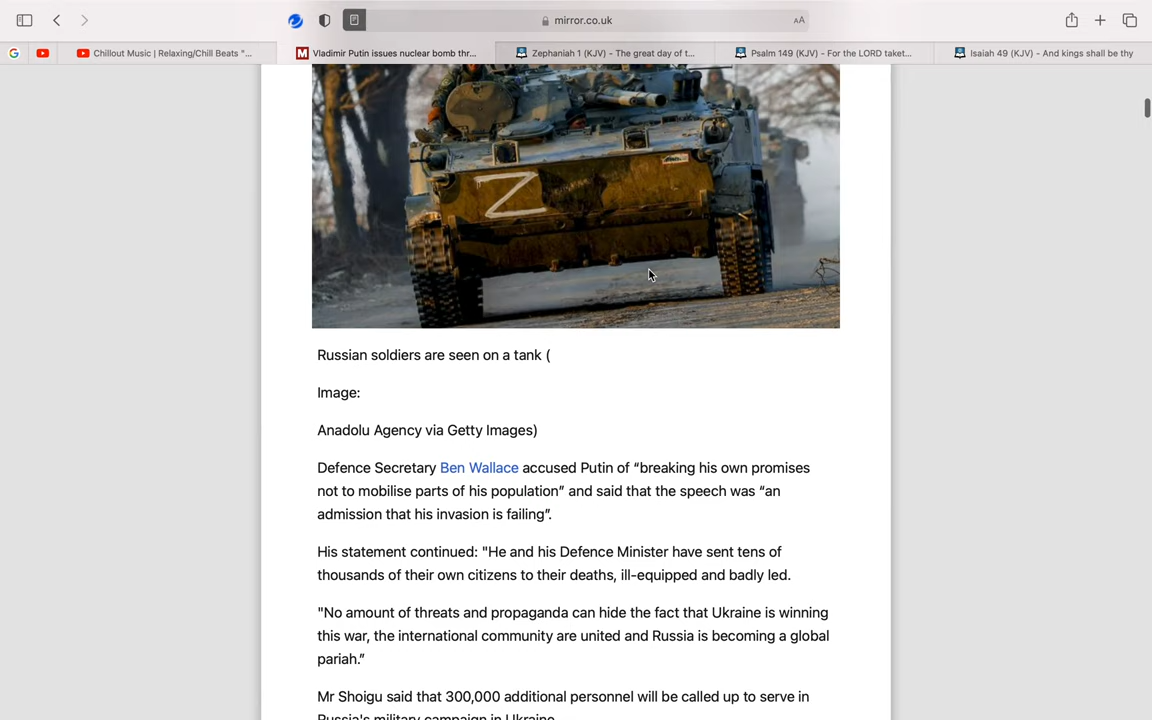 mirror.co.uk
AA
Chillout Music | Relaxing/Chill Beats "...
Vladimir Putin issues nuclear bomb thr...
Zephaniah 1 (KJV) - The great day of t...
Psalm 149 (KJV) - For the LORD taket...
Isaiah 49 (KJV) - And kings shall be thy
Z
Russian soldiers are seen on a tank (
Image:
Anadolu Agency via Getty Images)
Defence Secretary Ben Wallace accused Putin of “breaking his own promises
not to mobilise parts of his population” and said that the speech was “an
admission that his invasion is failing”.
His statement continued: "He and his Defence Minister have sent tens of
thousands of their own citizens to their deaths, ill-equipped and badly led.
"No amount of threats and propaganda can hide the fact that Ukraine is winning
this war, the international community are united and Russia is becoming a global
pariah.”
Mr Shoigu said that 300,000 additional personnel will be called up to serve in
Russia's military campaign in Ukraine